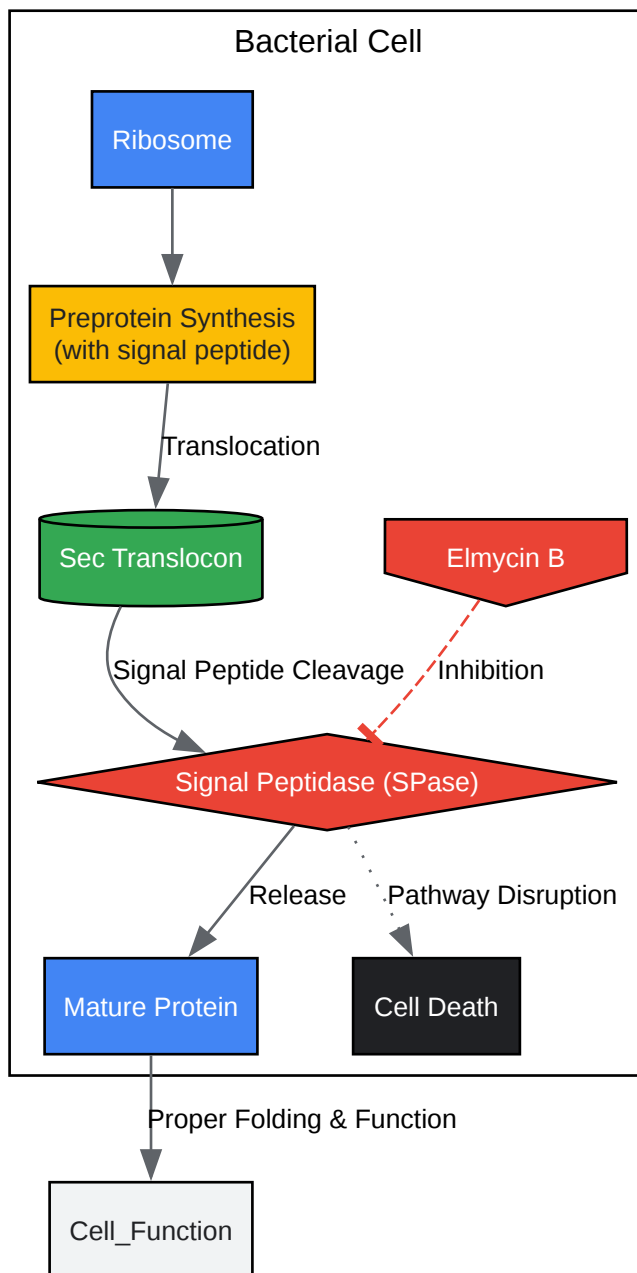 Bacterial Cell
Ribosome
Preprotein Synthesis
(with signal peptide)
Translocation
Sec Translocon
Elmycin B
Signal Peptide Cleavage
Inhibition
Signal Peptidase (SPase)
Release
Pathway Disruption
Mature Protein
Cell Death
Proper Folding & Function
Cell_Function